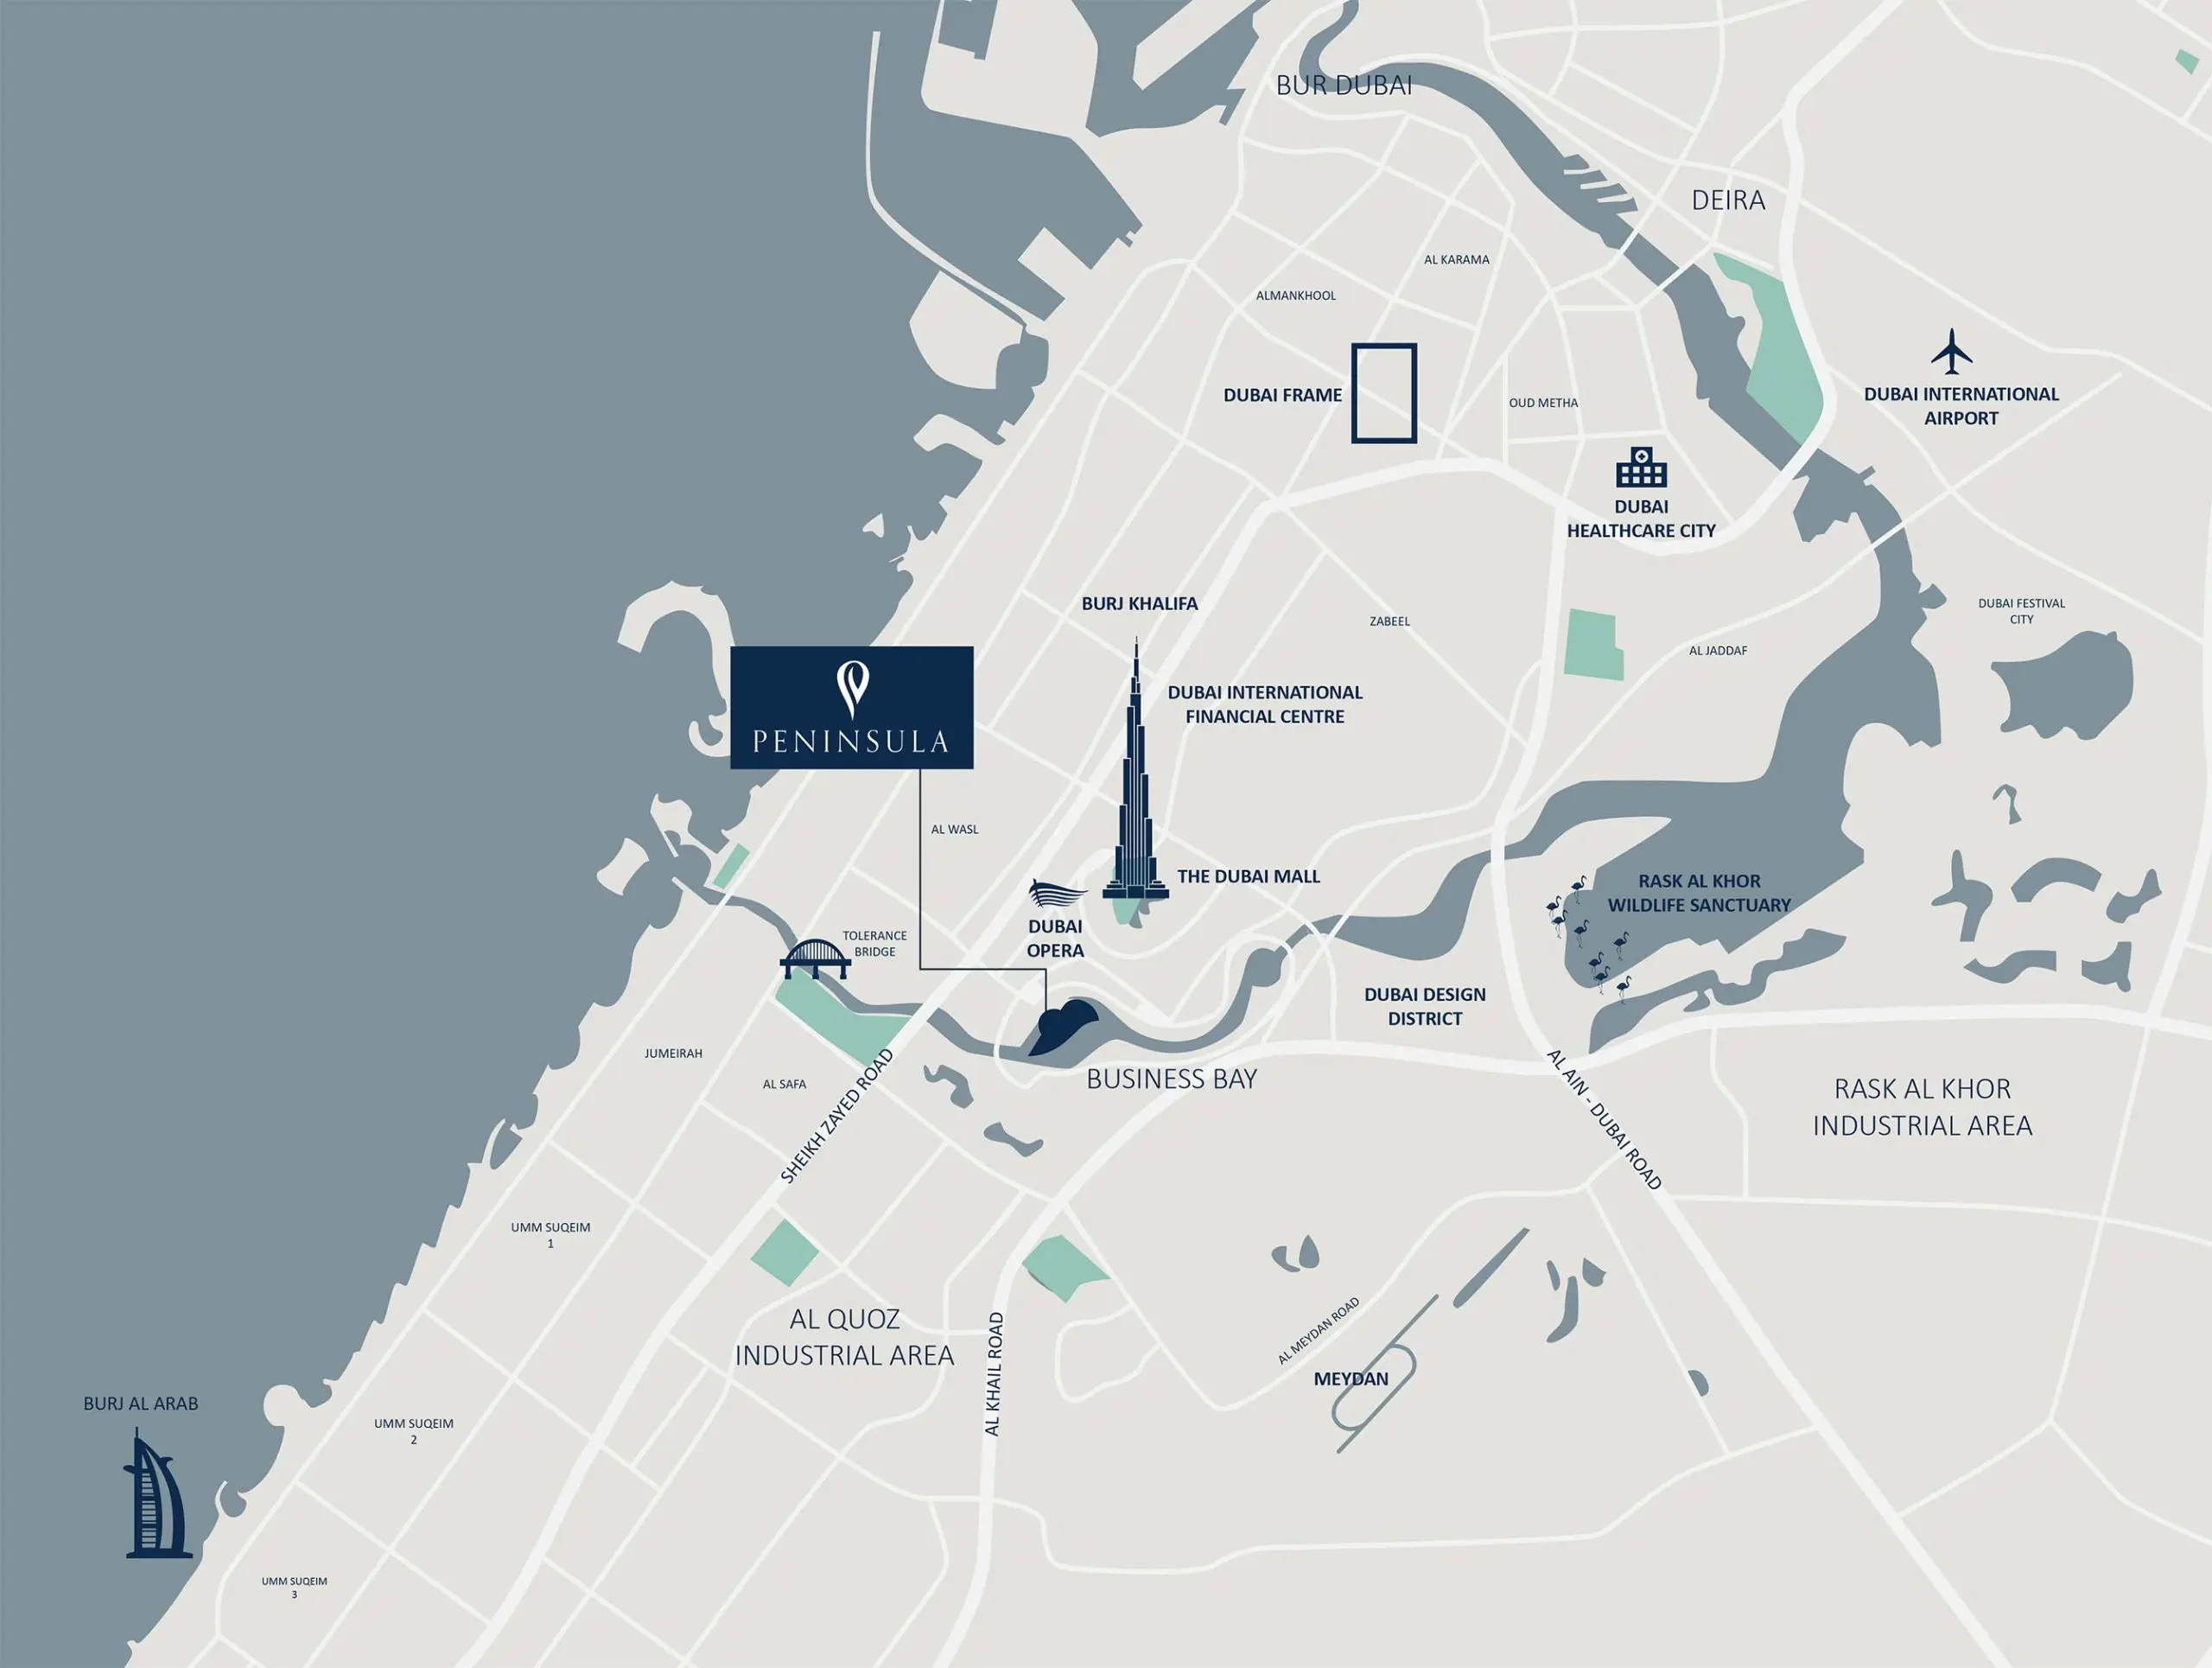 BUR DUBAI
DEIRA
AL KARAMA
ALMANKHOOL
DUBAI FRAME
OUD METHA
DUBAI INTERNATIONAL
AIRPORT
DUBAI
HEALTHCARE CITY
BURJ KHALIFA
ZABEEL
DUBAI FESTIVAL
CITY
AL JADDAF
DUBAI INTERNATIONAL
FINANCIAL CENTRE
PENINSULA
AL WASL
THE DUBAI MALL
DUBAI
OPERA
RASK AL KHOR
WILDLIFE SANCTUARY
TOLERANCE
BRIDGE
DUBAI DESIGN
DISTRICT
JUMEIRAH
AL SAFA
SHEIKH ZAYED ROAD
BUSINESS BAY
AL AIN - DUBAI ROAD
RASK AL KHOR
INDUSTRIAL AREA
UMM SUQEIM
1
AL QUOZ
INDUSTRIAL AREA
AL KHAIL ROAD
AL MEYDAN ROAD
MEYDAN
BURJ AL ARAB
UMM SUQEIM
2
UMM SUQEIM
3